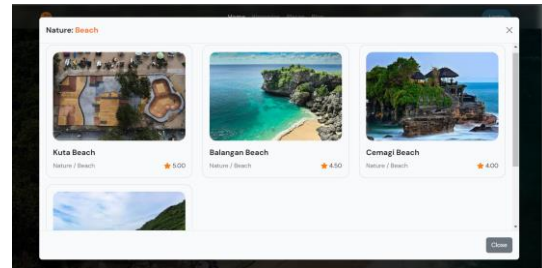 Nature: Beach
Kuta Beach
Nature / Beach
5.00
Balangan Beach
Nature / Beach
4.50
Cemagi Beach
Nature / Beach
4.00
Close